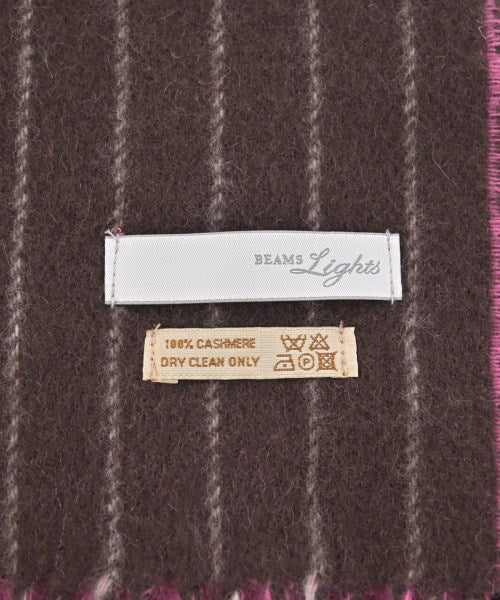 BEAMS Lights
100% CASHMERE
DRY CLEAN ONLY
P